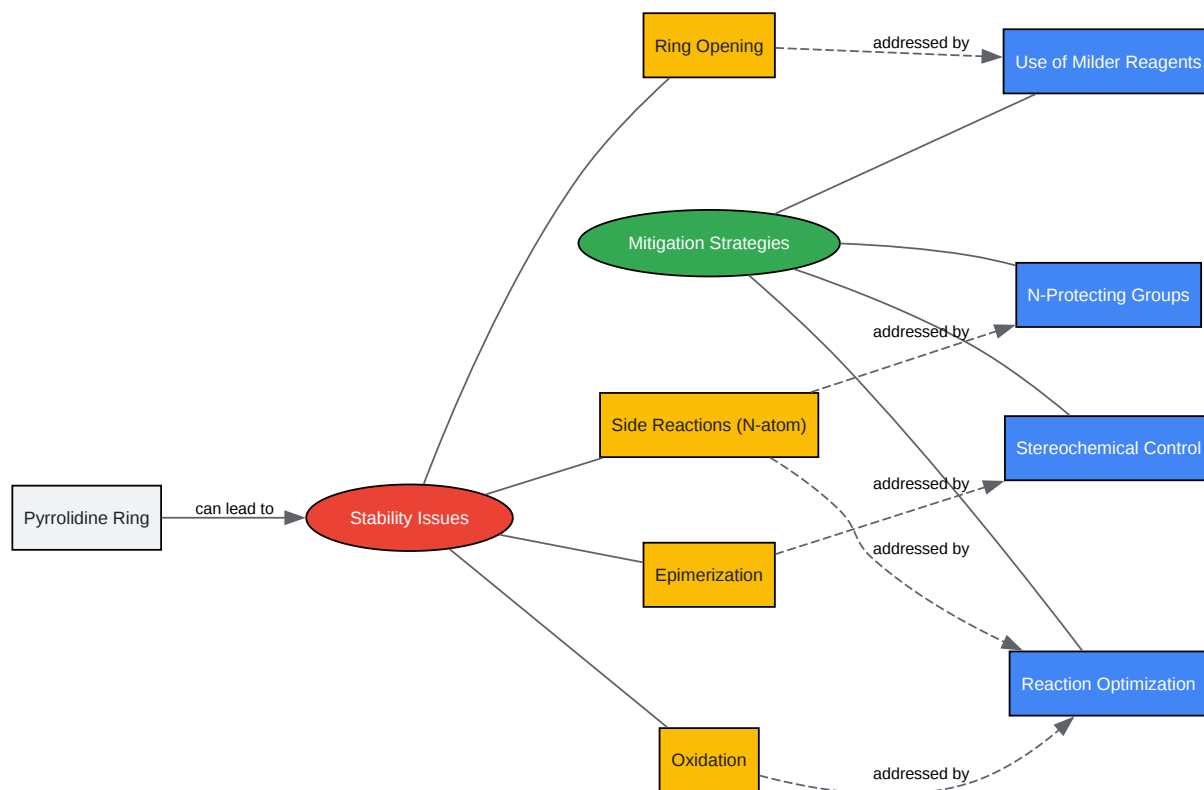 Ring Opening
addressed by
Use of Milder Reagents
Mitigation Strategies
N-Protecting Groups
addressed by
Side Reactions (N-atom)
Stereochemical Control
addressed by
Pyrrolidine Ring
can lead to
Stability Issues
addressed by
Epimerization
Reaction Optimization
Oxidation
addressed by